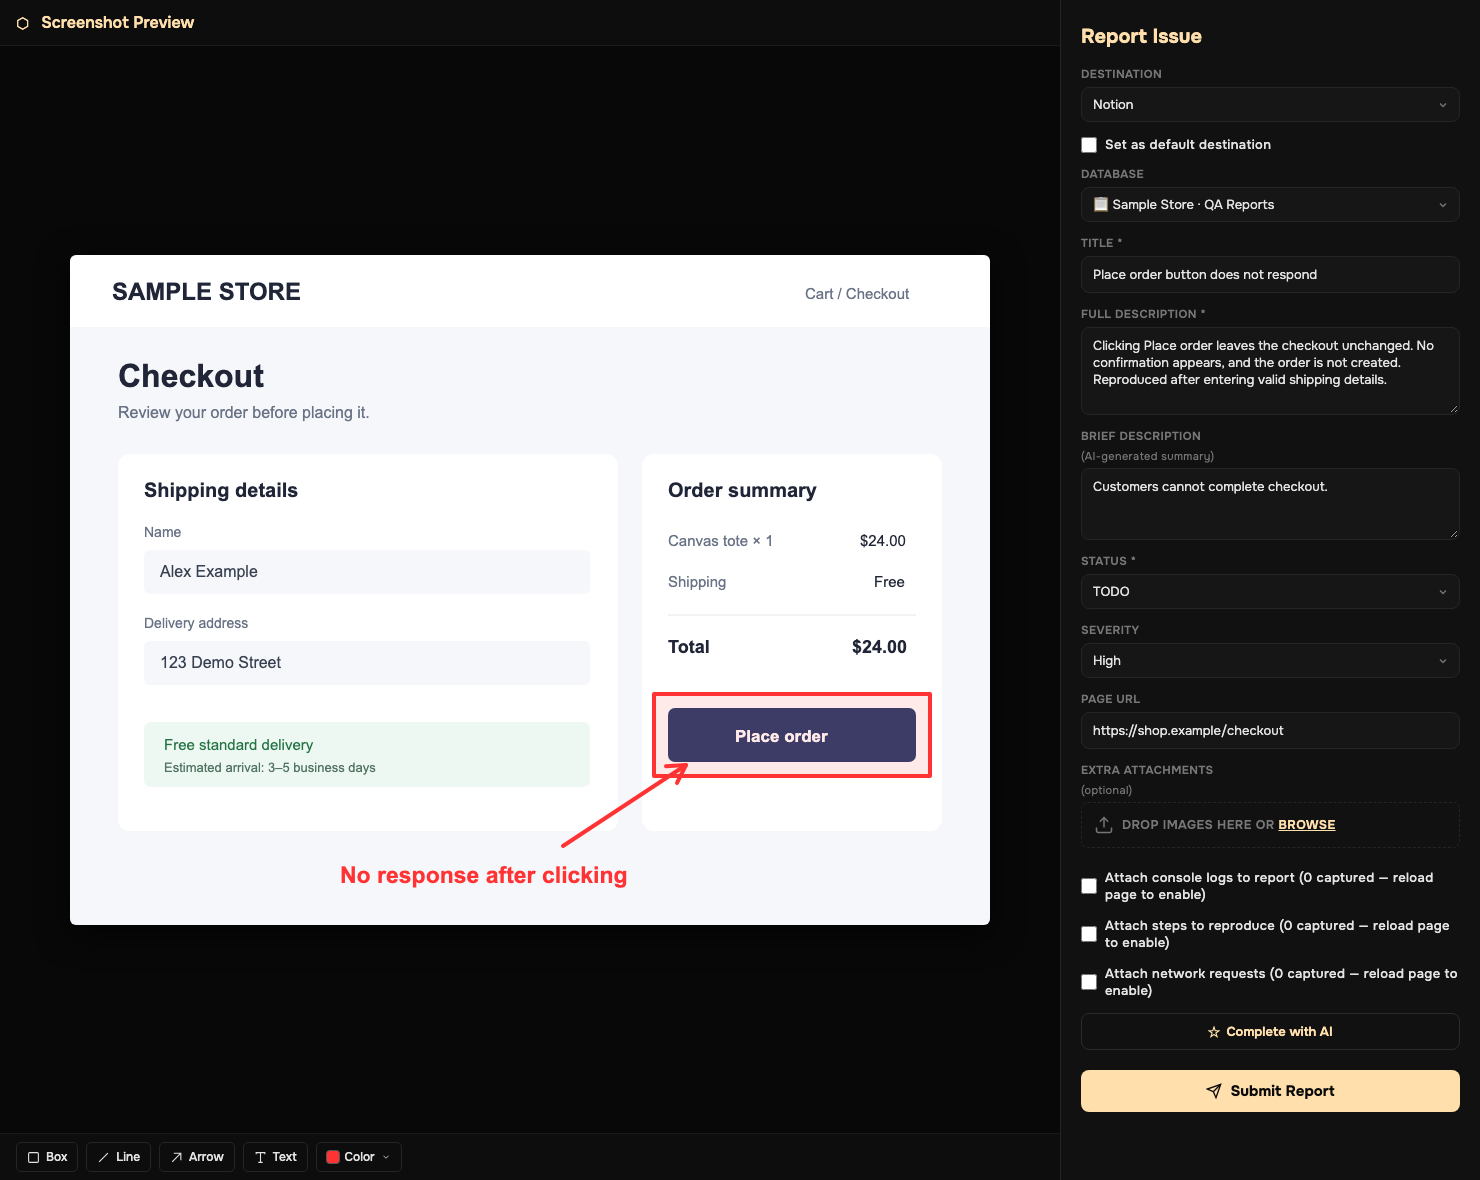 Screenshot Preview
SAMPLE STORE
Cart / Checkout
Checkout
Review your order before placing it.
Shipping details
Name
Alex Example
Delivery address
123 Demo Street
Free standard delivery
Estimated arrival: 3–5 business days
Order summary
Canvas tote × 1 $24.00
Shipping Free
Total $24.00
Place order
No response after clicking
Box Line Arrow Text Color
Report Issue
DESTINATION
Notion
Set as default destination
DATABASE
Sample Store · QA Reports
TITLE *
Place order button does not respond
FULL DESCRIPTION *
Clicking Place order leaves the checkout unchanged. No
confirmation appears, and the order is not created.
Reproduced after entering valid shipping details.
BRIEF DESCRIPTION
(AI-generated summary)
Customers cannot complete checkout.
STATUS *
TODO
SEVERITY
High
PAGE URL
https://shop.example/checkout
EXTRA ATTACHMENTS
(optional)
DROP IMAGES HERE OR BROWSE
Attach console logs to report (0 captured — reload
page to enable)
Attach steps to reproduce (0 captured — reload page
to enable)
Attach network requests (0 captured — reload page to
enable)
Complete with AI
Submit Report